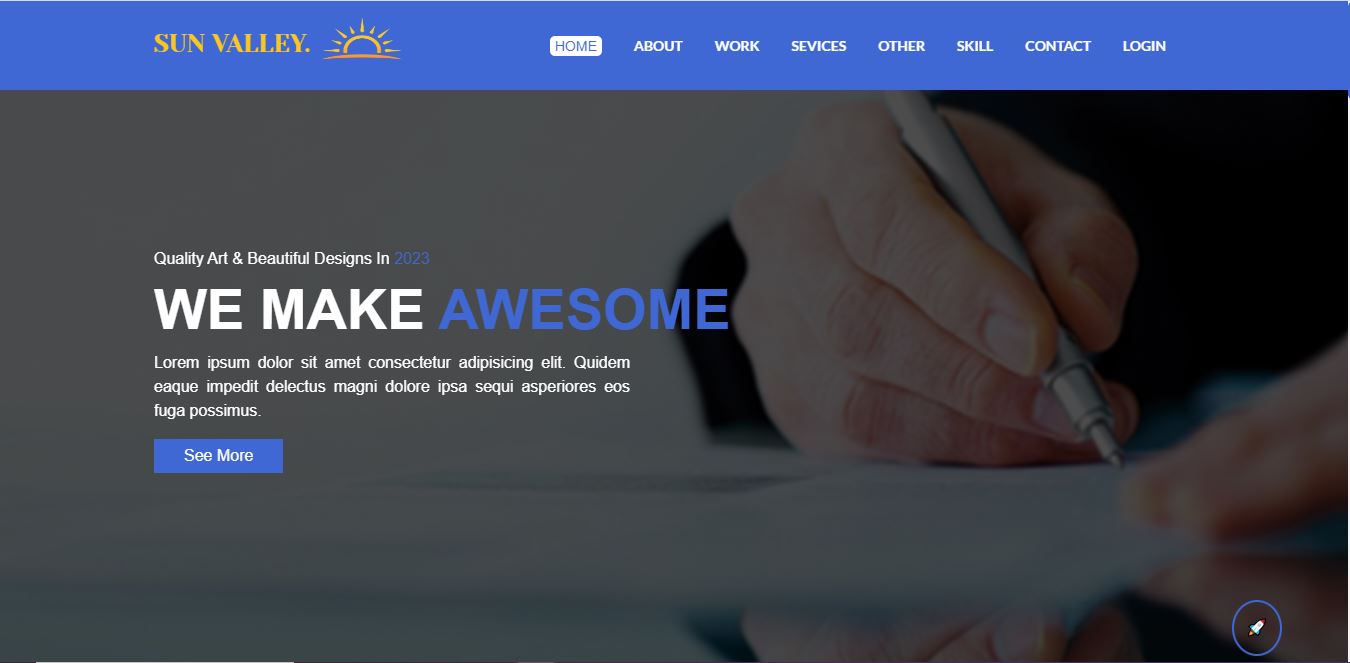 SUN VALLEY.
HOME ABOUT WORK SEVICES OTHER SKILL CONTACT LOGIN
Quality Art & Beautiful Designs In 2023
WE MAKE AWESOME
Lorem ipsum dolor sit amet consectetur adipisicing elit. Quidem
eaque impedit delectus magni dolore ipsa sequi asperiores eos
fuga possimus.
See More